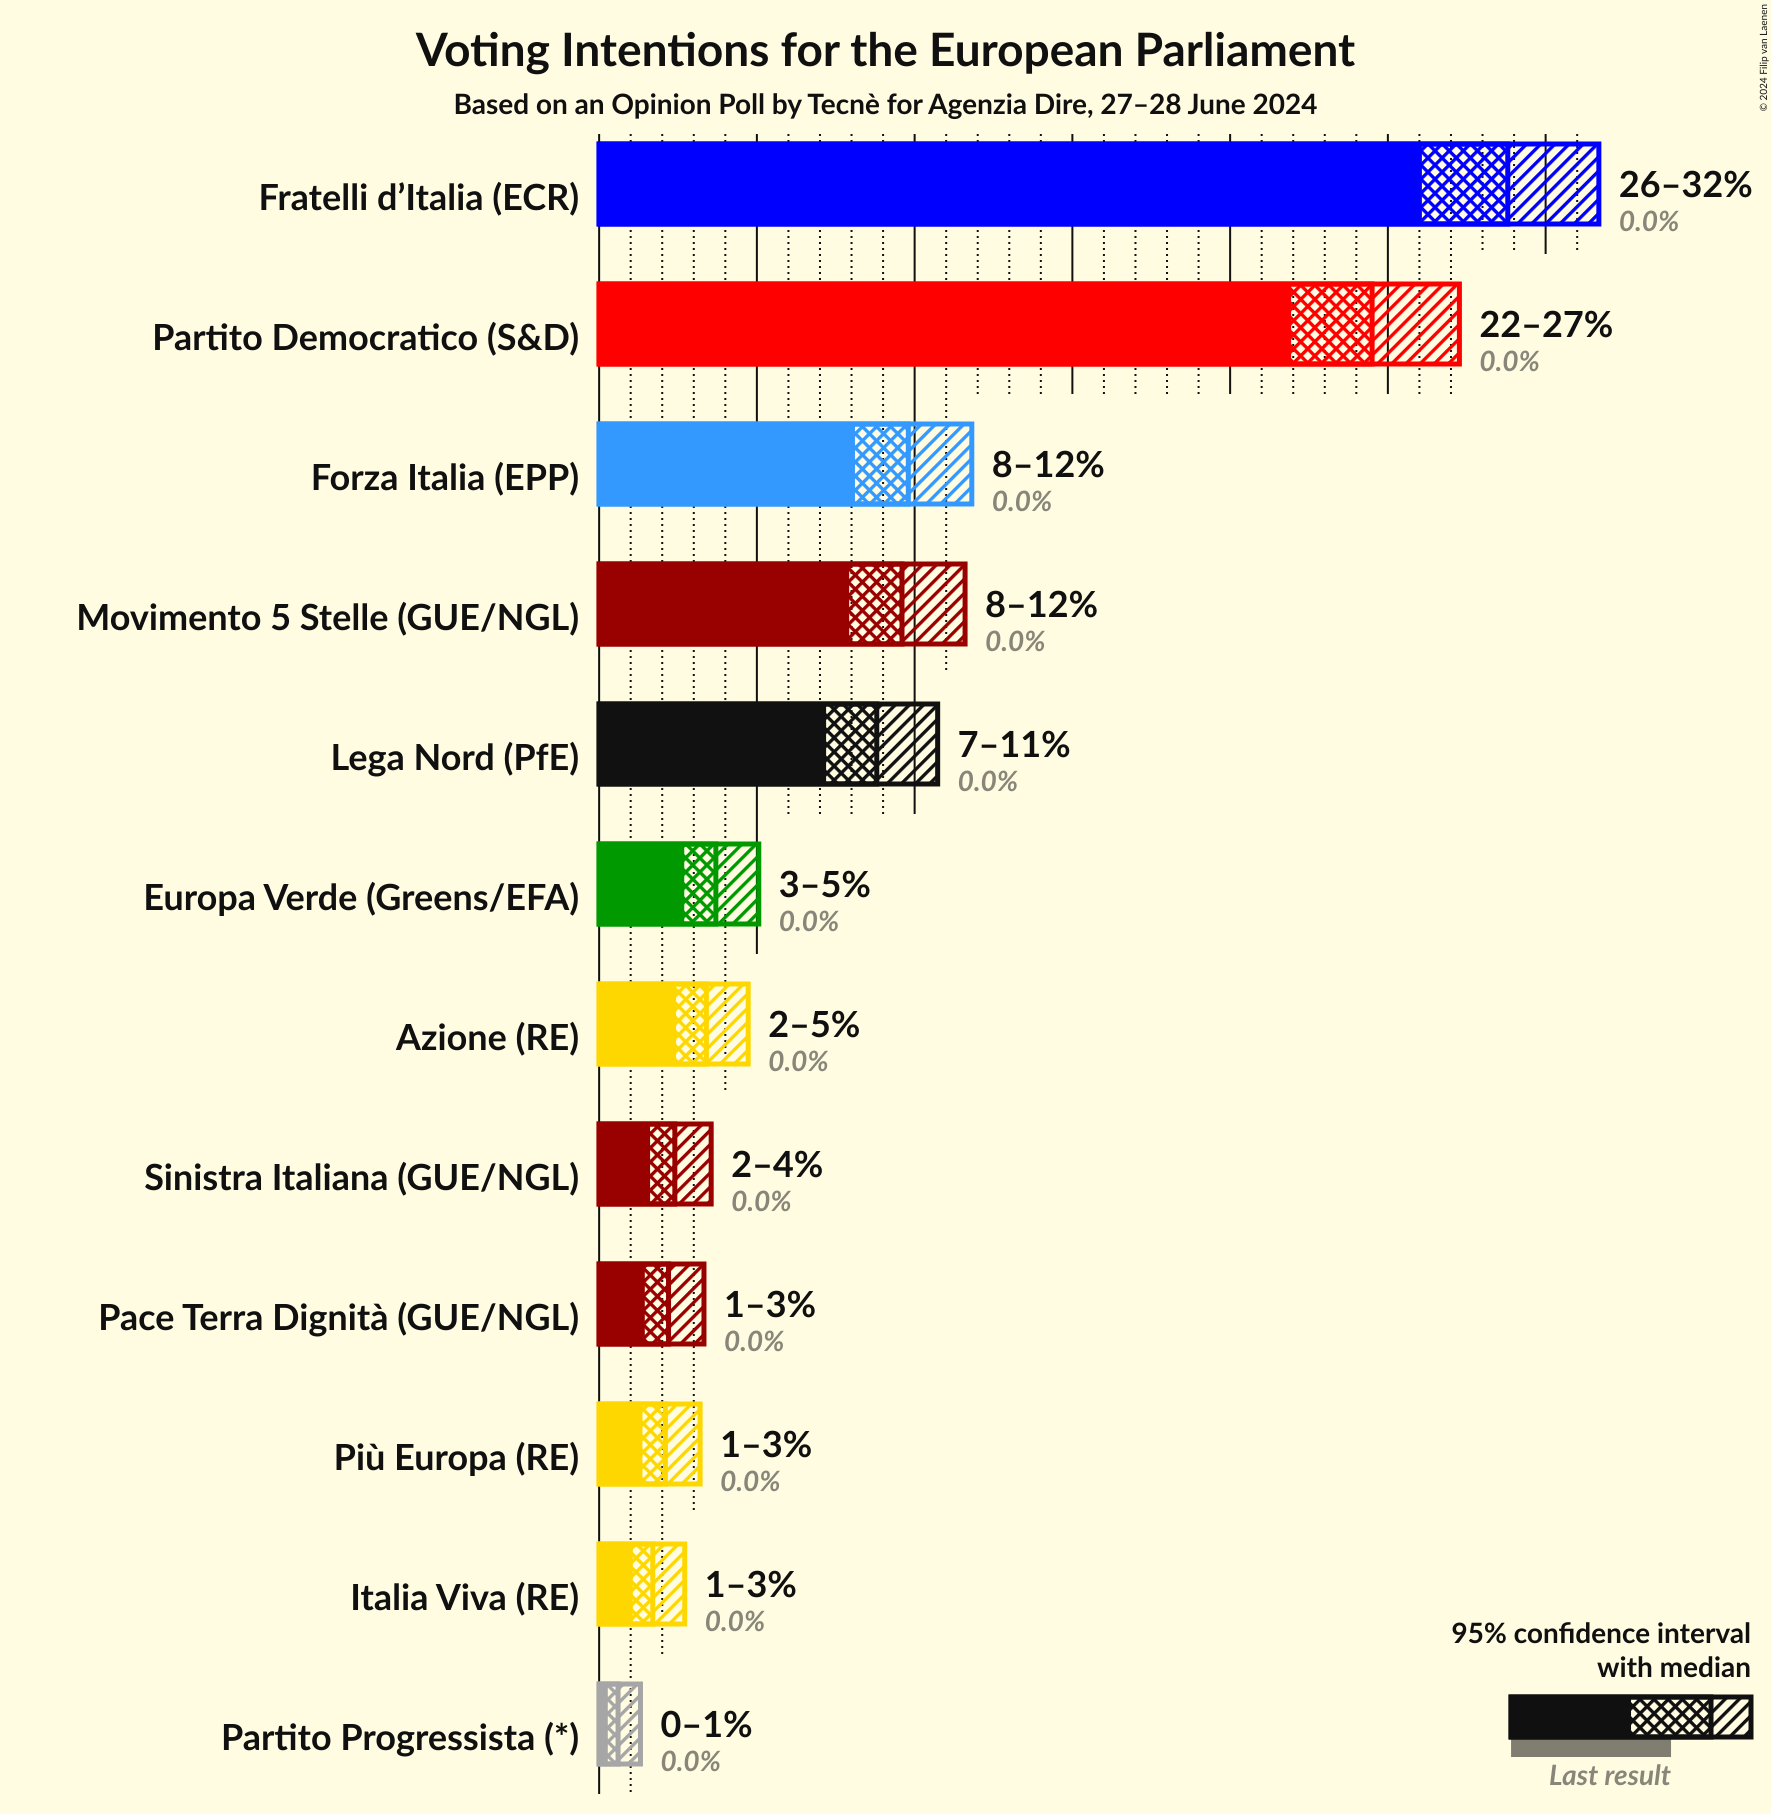 Voting Intentions for the European Parliament
Based on an Opinion Poll by Tecnè for Agenzia Dire, 27–28 June 2024
© 2024 Filip van Laenen
Fratelli d’Italia (ECR)
26–32%
0.0%
Partito Democratico (S&D)
22–27%
0.0%
Forza Italia (EPP)
8–12%
0.0%
Movimento 5 Stelle (GUE/NGL)
8–12%
0.0%
Lega Nord (PfE)
7–11%
0.0%
Europa Verde (Greens/EFA)
3–5%
0.0%
Azione (RE)
2–5%
0.0%
Sinistra Italiana (GUE/NGL)
2–4%
0.0%
Pace Terra Dignità (GUE/NGL)
1–3%
0.0%
Più Europa (RE)
1–3%
0.0%
Italia Viva (RE)
1–3%
0.0%
Partito Progressista (*)
0–1%
0.0%
95% confidence interval
with median
Last result